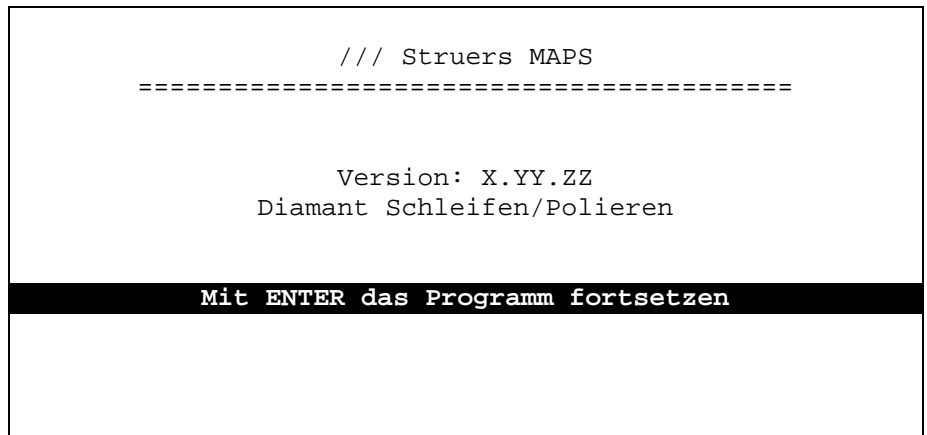 /// Struers MAPS
=========================================
Version: X.YY.ZZ
Diamant Schleifen/Polieren
Mit ENTER das Programm fortsetzen